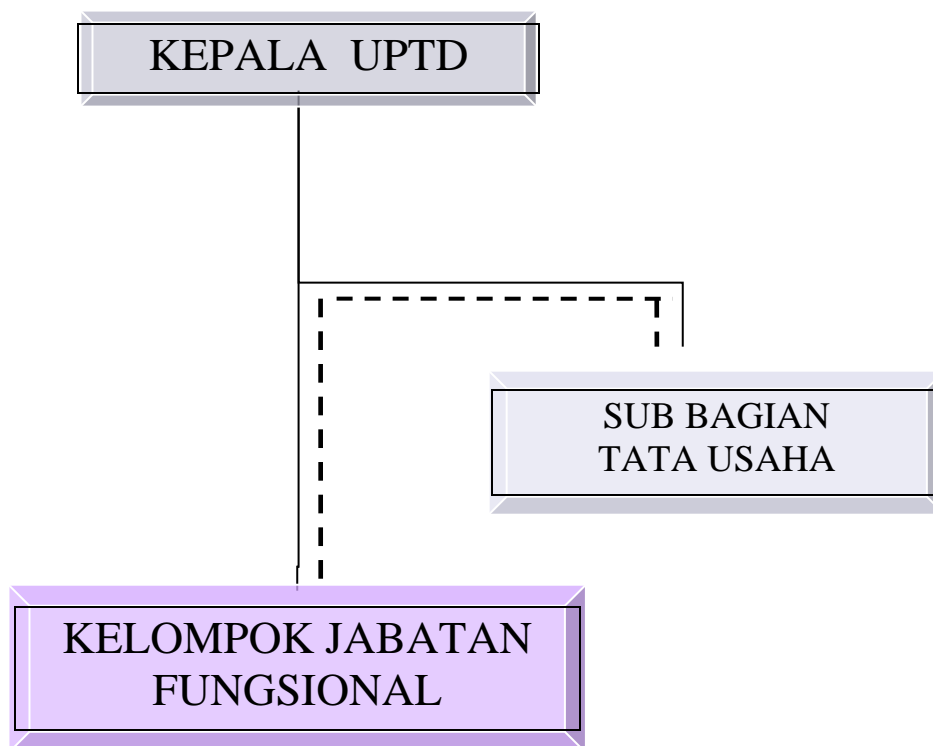 KEPALA  UPTD
SUB BAGIAN
TATA USAHA
KELOMPOK JABATAN
FUNGSIONAL